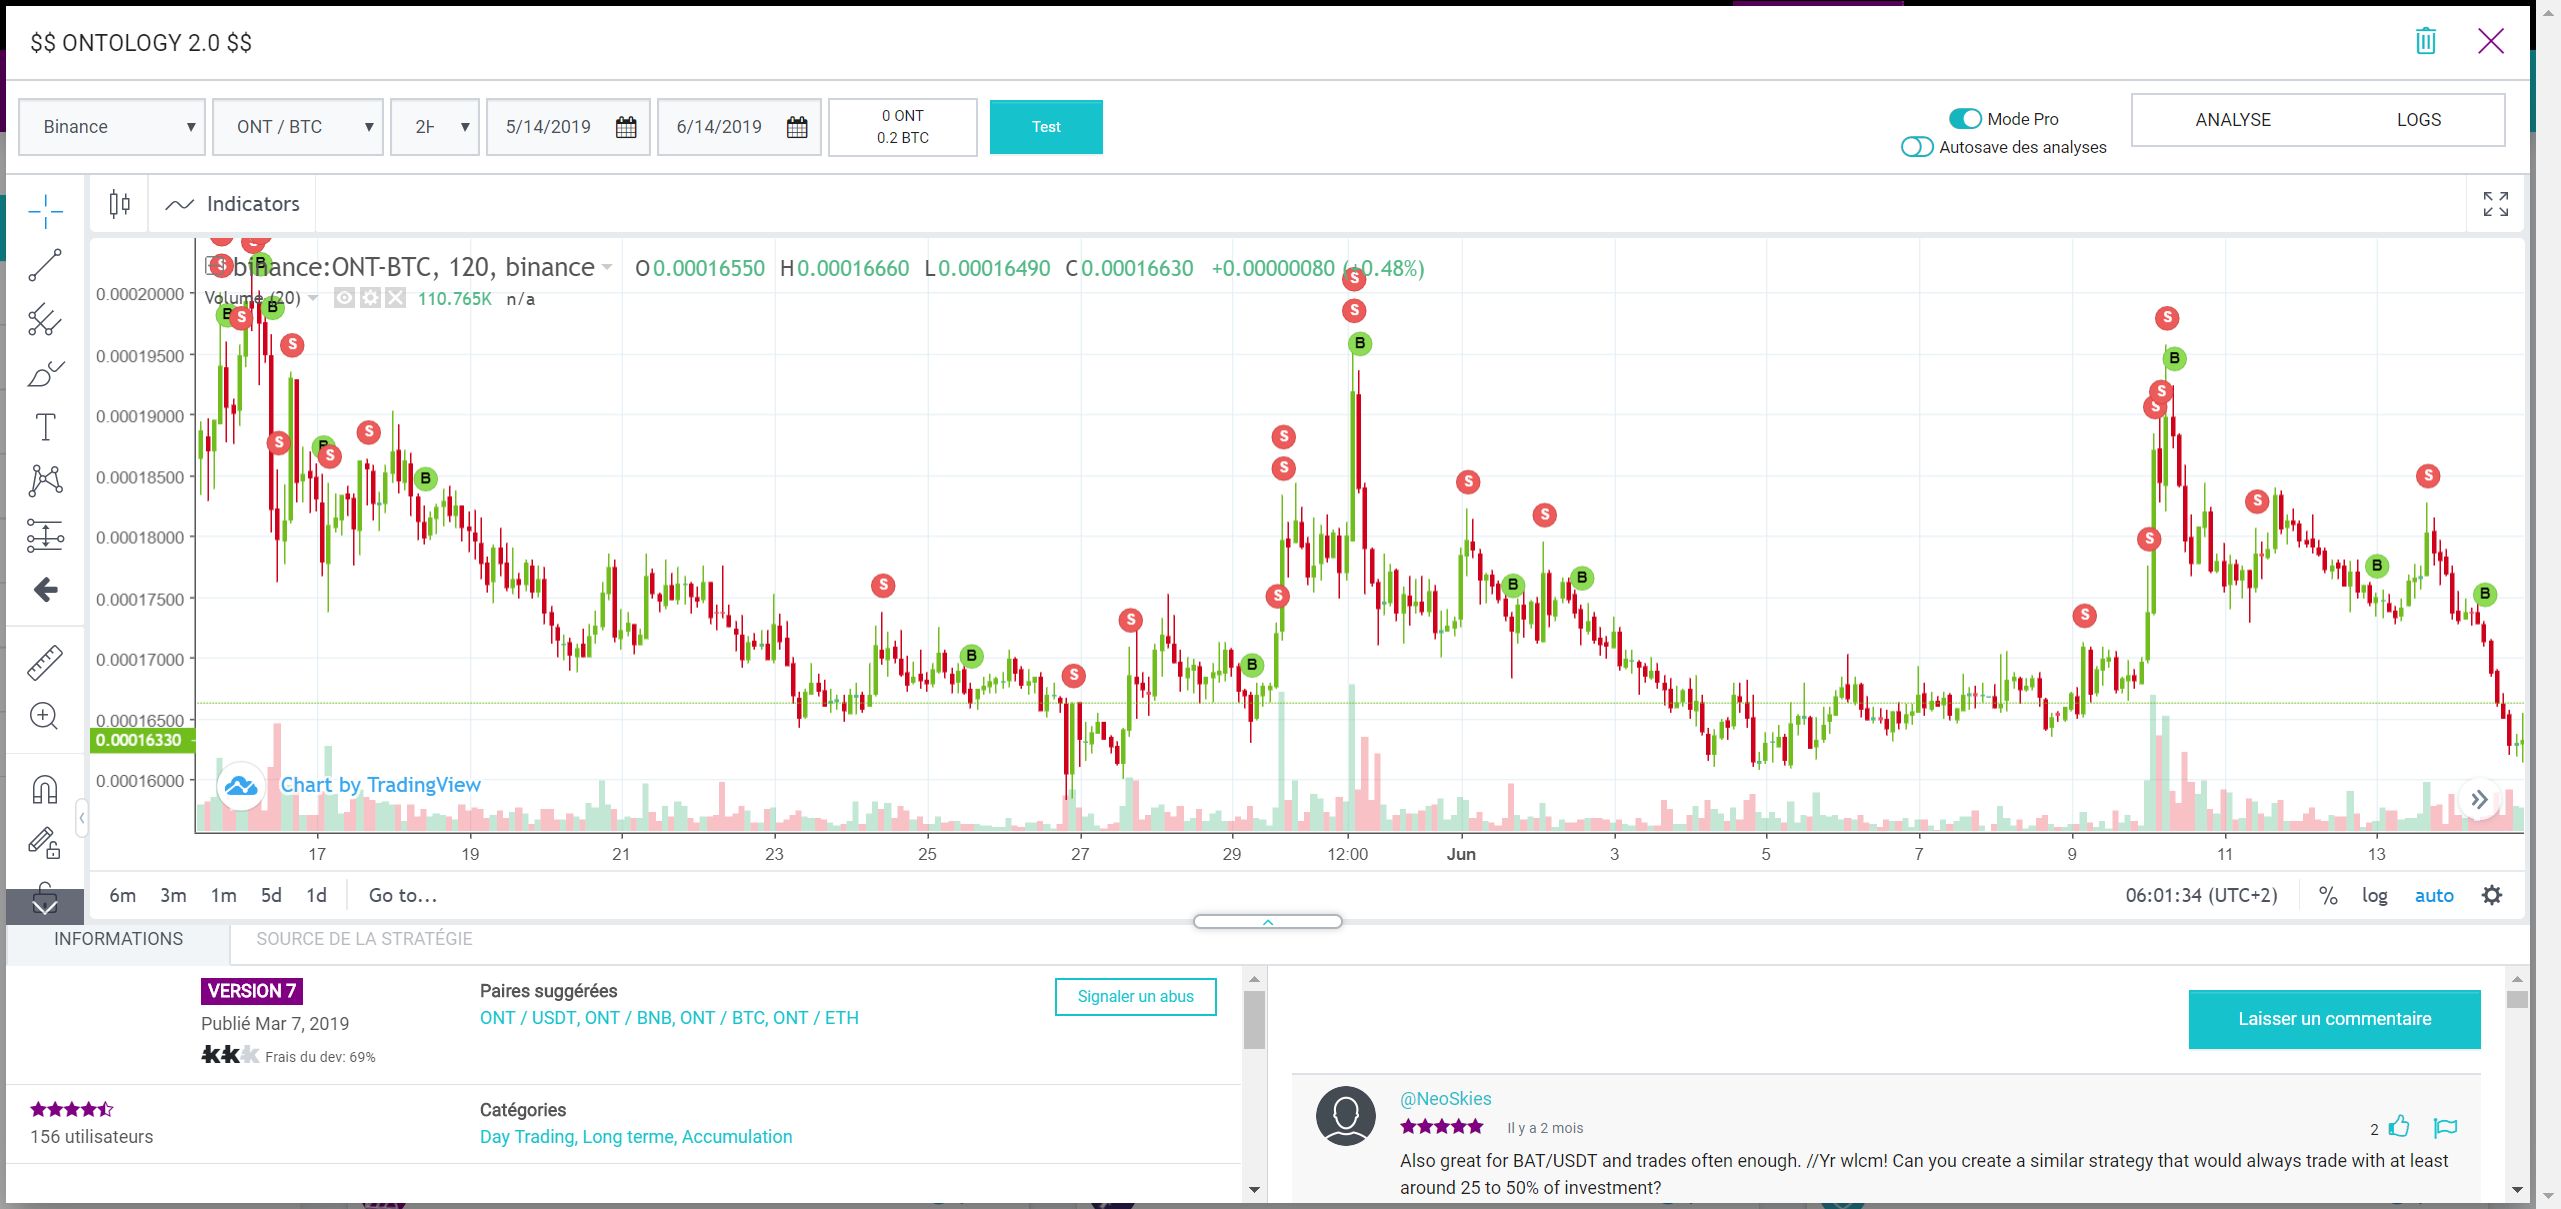 $$ ONTOLOGY 2.0 $$
Binance
ONT / BTC
2H
5/14/2019
6/14/2019
0 ONT
0.2 BTC
Test
Mode Pro
Autosave des analyses
ANALYSE
LOGS
Indicators
binance:ONT-BTC, 120, binance
O0.00016550 H0.00016660 L0.00016490 C0.00016630 +0.00000080 (+0.48%)
Volume (20)
110.765K n/a
0.00020000
0.00019500
0.00019000
0.00018500
0.00018000
0.00017500
0.00017000
0.00016500
0.00016330
0.00016000
Chart by TradingView
17 19 21 23 25 27 29 12:00 Jun 3 5 7 9 11 13
6m 3m 1m 5d 1d Go to...
06:01:34 (UTC+2) % log auto
INFORMATIONS
SOURCE DE LA STRATÉGIE
VERSION 7
Publié Mar 7, 2019
Frais du dev: 69%
Paires suggérées
ONT / USDT, ONT / BNB, ONT / BTC, ONT / ETH
Signaler un abus
156 utilisateurs
Catégories
Day Trading, Long terme, Accumulation
Laisser un commentaire
@NeoSkies
Il y a 2 mois
2
Also great for BAT/USDT and trades often enough. //Yr wlcm! Can you create a similar strategy that would always trade with at least
around 25 to 50% of investment?